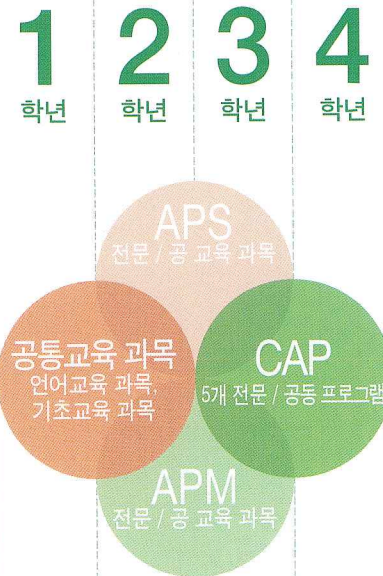 1 2 3 4
학년 학년 학년 학년
APS
전문 / 공 교육 과목
공통교육 과목
언어교육 과목,
기초교육 과목
CAP
5개 전문 / 공동 프로그램
APM
전문 / 공 교육 과목